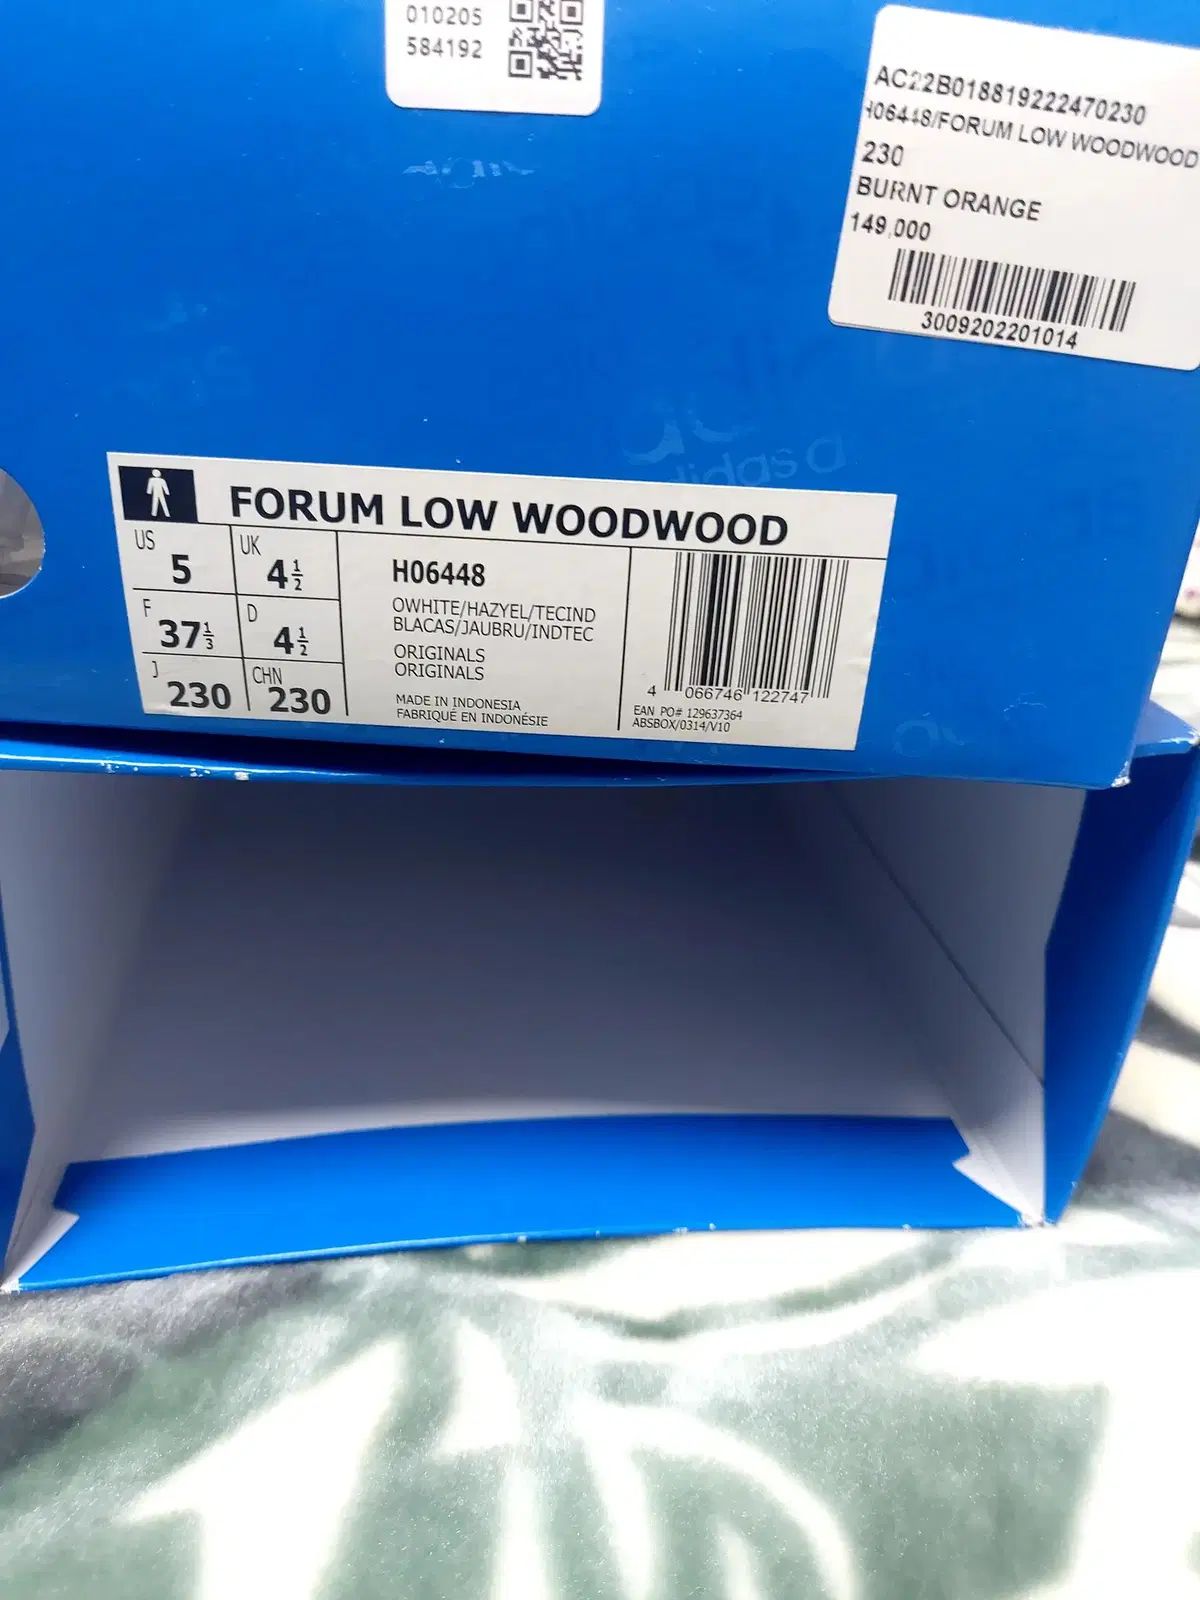 010205
584192
AC22B018819222470230
H06448/FORUM LOW WOODWOOD
230
BURNT ORANGE
149,000
3009202201014
adidas
FORUM LOW WOODWOOD
US
5
UK
4½
F
37⅓
D
4½
J
230
CHN
230
H06448
OWHITE/HAZYEL/TECIND
BLACAS/JAUBRU/INDTEC
ORIGINALS
ORIGINALS
MADE IN INDONESIA
FABRIQUÉ EN INDONÉSIE
4 066746 122747
EAN PO# 129637364
ABSBOX/0314/V10